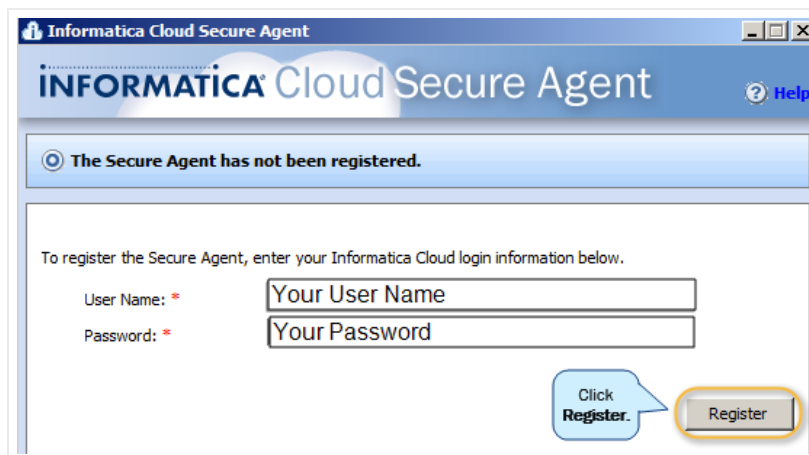 Informatica Cloud Secure Agent
INFORMATICA Cloud Secure Agent
Help
The Secure Agent has not been registered.
To register the Secure Agent, enter your Informatica Cloud login information below.
User Name: * Your User Name
Password: * Your Password
Click
Register.
Register